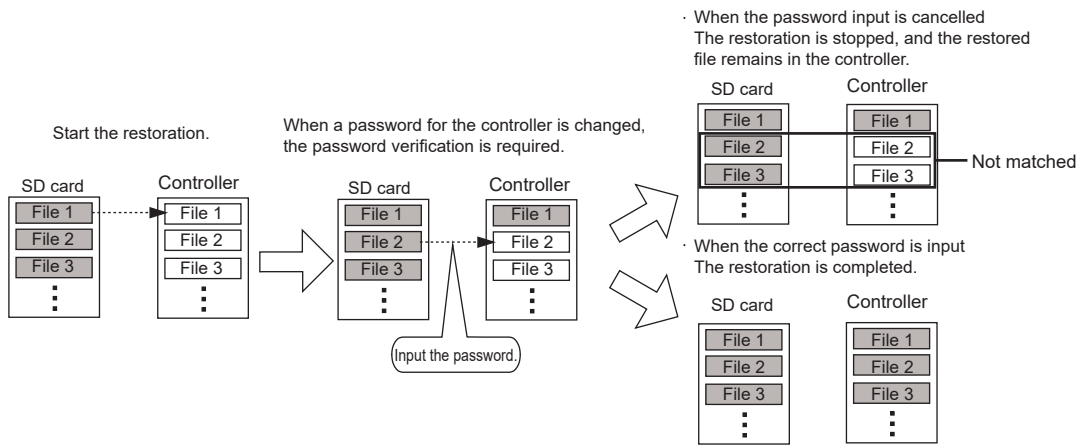 Start the restoration.
SD card
Controller
File 1
File 1
File 2
File 2
File 3
File 3
When a password for the controller is changed,
the password verification is required.
SD card
Controller
File 1
File 1
File 2
File 2
File 3
File 3
Input the password.
· When the password input is cancelled
The restoration is stopped, and the restored
file remains in the controller.
SD card
Controller
File 1
File 1
File 2
File 2
File 3
File 3
Not matched
· When the correct password is input
The restoration is completed.
SD card
Controller
File 1
File 1
File 2
File 2
File 3
File 3